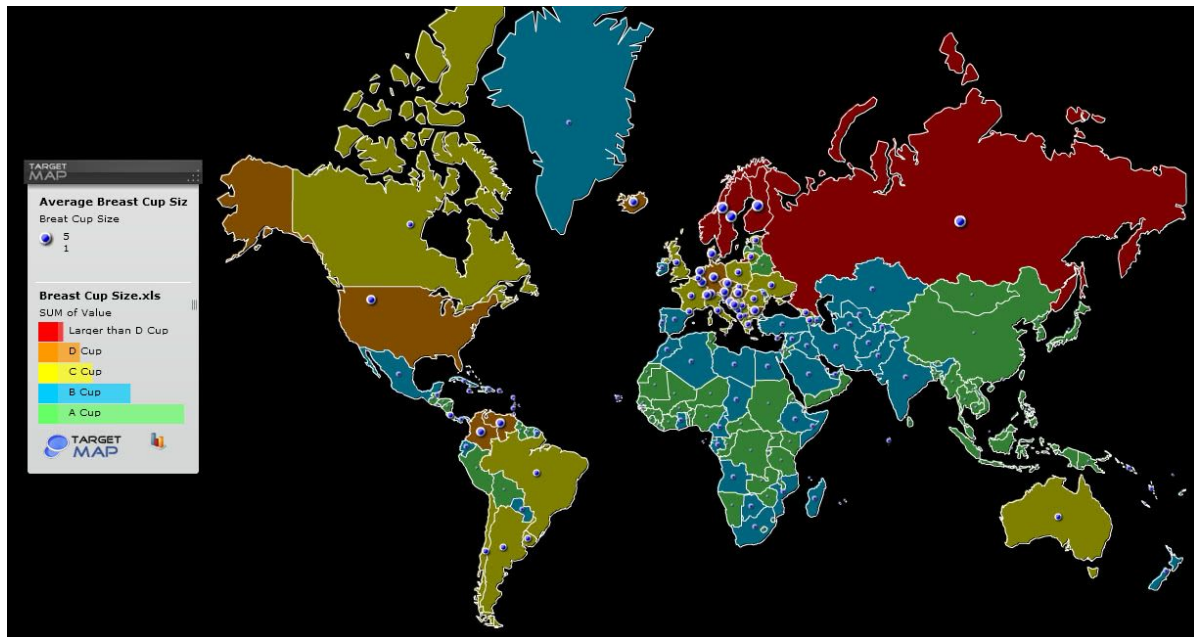 TARGET
MAP
Average Breast Cup Siz
Breat Cup Size
5
1
Breast Cup Size.xls
SUM of Value
Larger than D Cup
D Cup
C Cup
B Cup
A Cup
TARGET
MAP